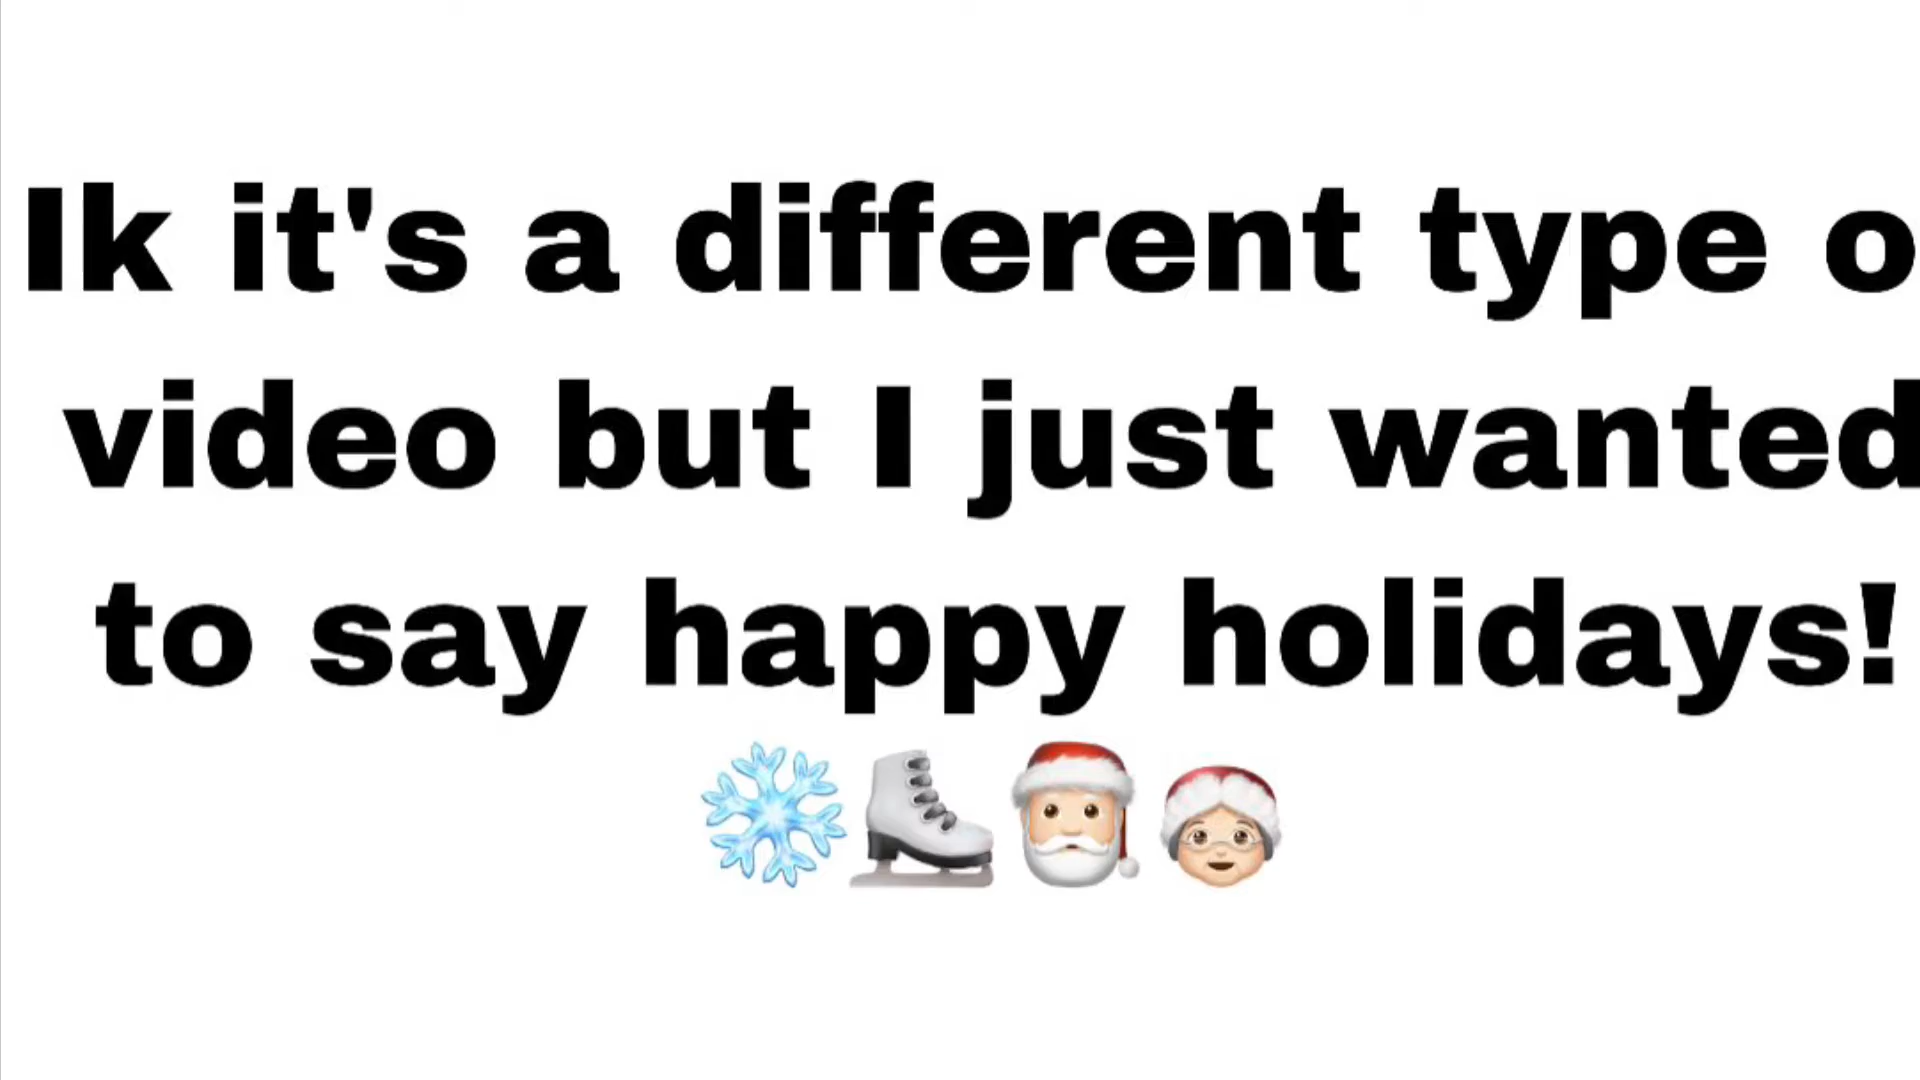 Ik it's a different type o
video but I just wanted
to say happy holidays!
❄️⛸️🎅🏻🤶🏻